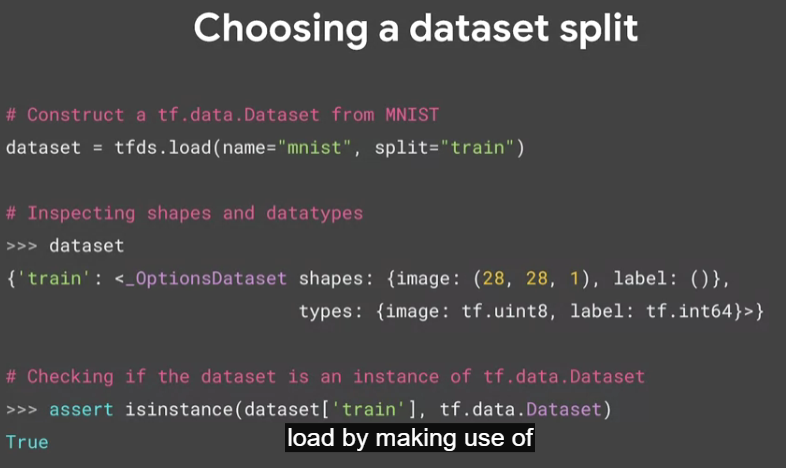 Choosing a dataset split
# Construct a tf.data.Dataset from MNIST
dataset = tfds.load(name="mnist", split="train")
# Inspecting shapes and datatypes
>>> dataset
{'train': <_OptionsDataset shapes: {image: (28, 28, 1), label: ()},
types: {image: tf.uint8, label: tf.int64}>}
# Checking if the dataset is an instance of tf.data.Dataset
>>> assert isinstance(dataset['train'], tf.data.Dataset)
True
load by making use of